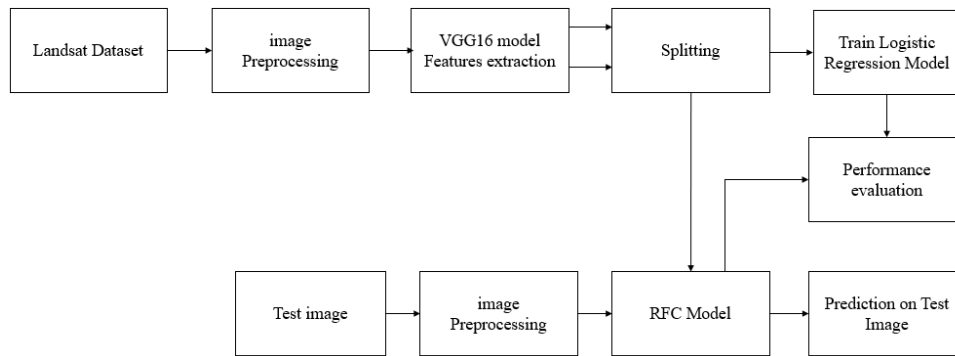 Landsat Dataset
image
Preprocessing
VGG16 model
Features extraction
Splitting
Train Logistic
Regression Model
Performance
evaluation
Test image
image
Preprocessing
RFC Model
Prediction on Test
Image